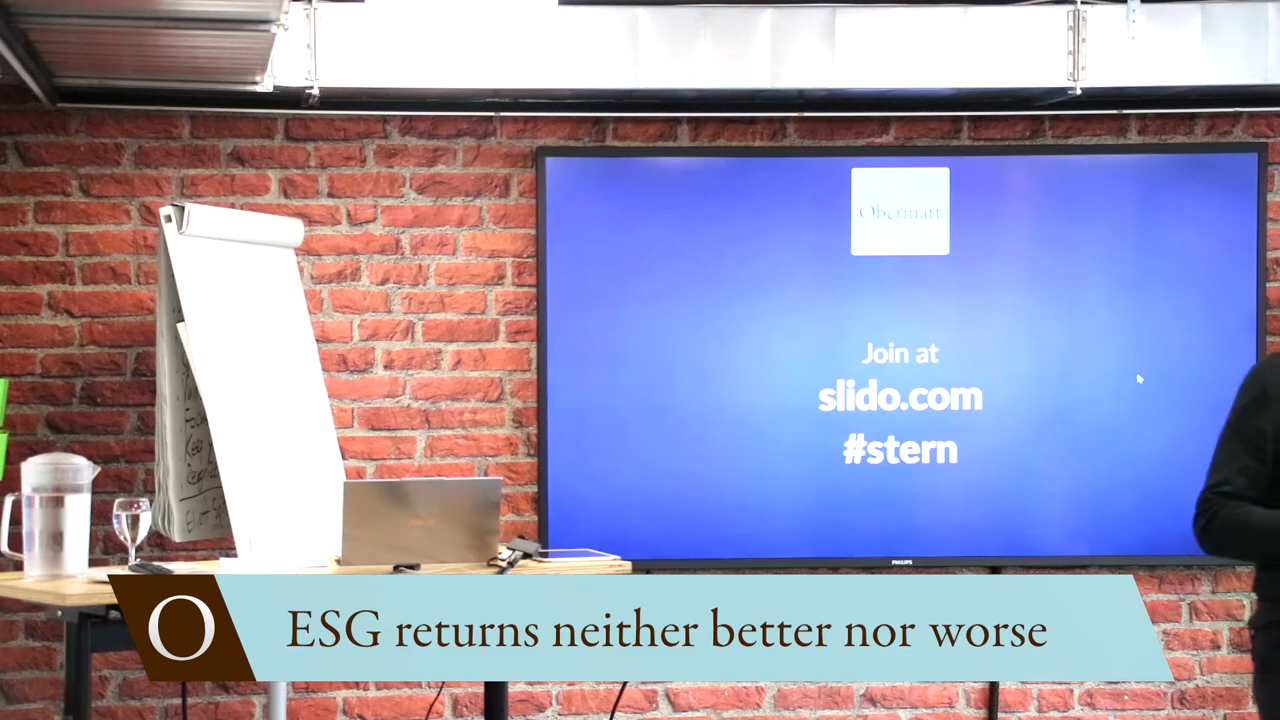 Obermatt
Join at
slido.com
#stern
PHILIPS
O
ESG returns neither better nor worse